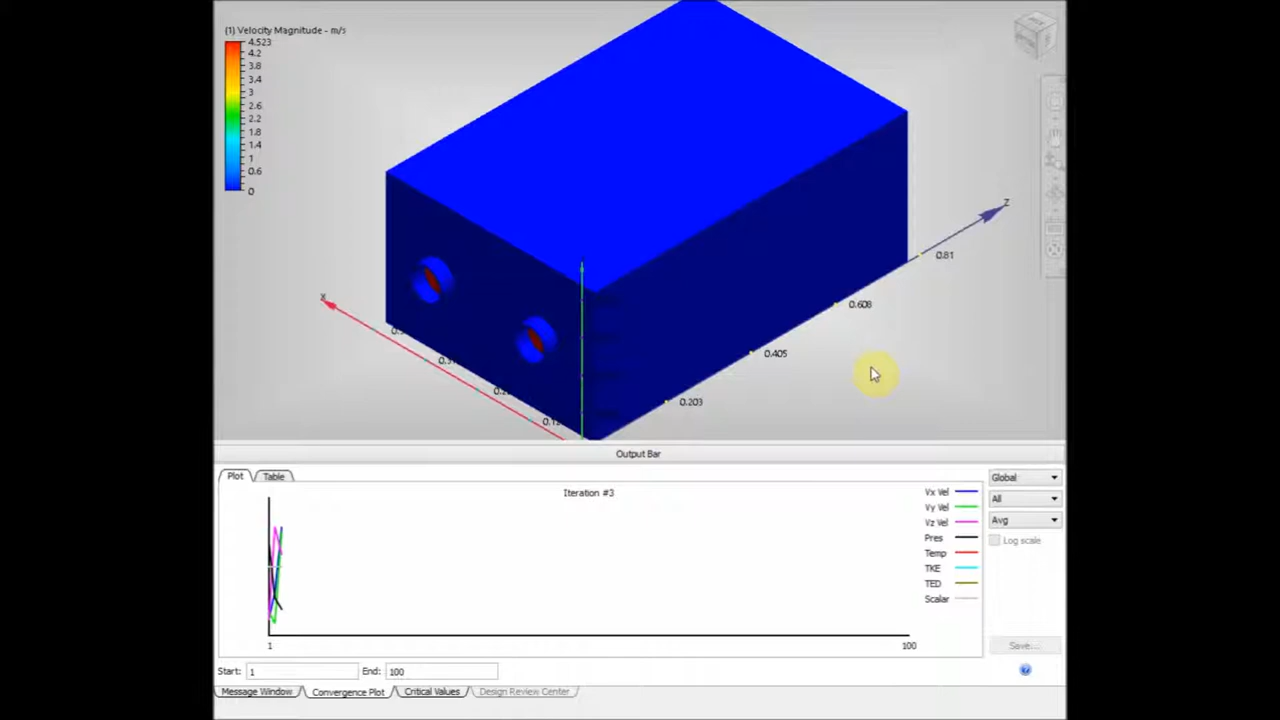 (1) Velocity Magnitude - m/s
4.523
4.2
3.8
3.4
3
2.6
2.2
1.8
1.4
1
0.6
0
Z
0.81
X
0.608
0.405
0.203
Output Bar
Plot
Table
Iteration #3
Global
All
Avg
Log scale
Vx Vel
Vy Vel
Vz Vel
Pres
Temp
TKE
TED
Scalar
1
100
Save...
Start: 1 End: 100
Message Window
Convergence Plot
Critical Values
Design Review Center